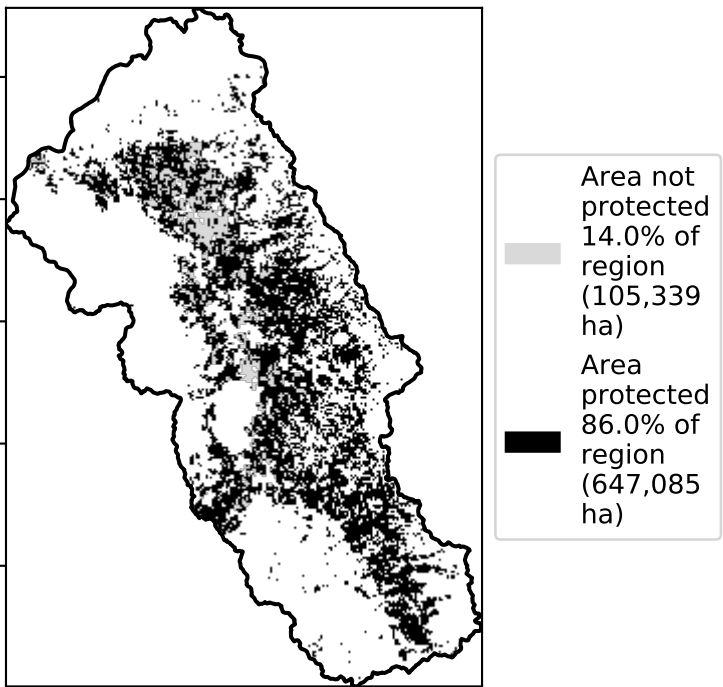 Area not
protected
14.0% of
region
(105,339
ha)
Area
protected
86.0% of
region
(647,085
ha)